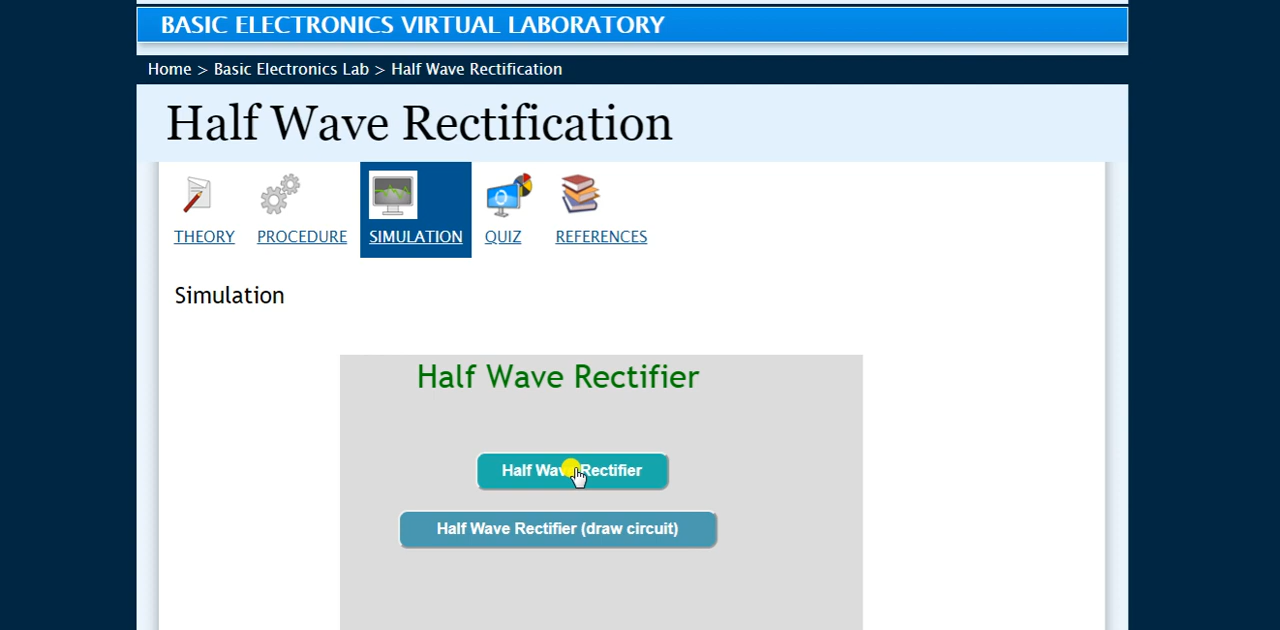 BASIC ELECTRONICS VIRTUAL LABORATORY
Home > Basic Electronics Lab > Half Wave Rectification
Half Wave Rectification
THEORY PROCEDURE SIMULATION QUIZ REFERENCES
Simulation
Half Wave Rectifier
Half Wave Rectifier
Half Wave Rectifier (draw circuit)